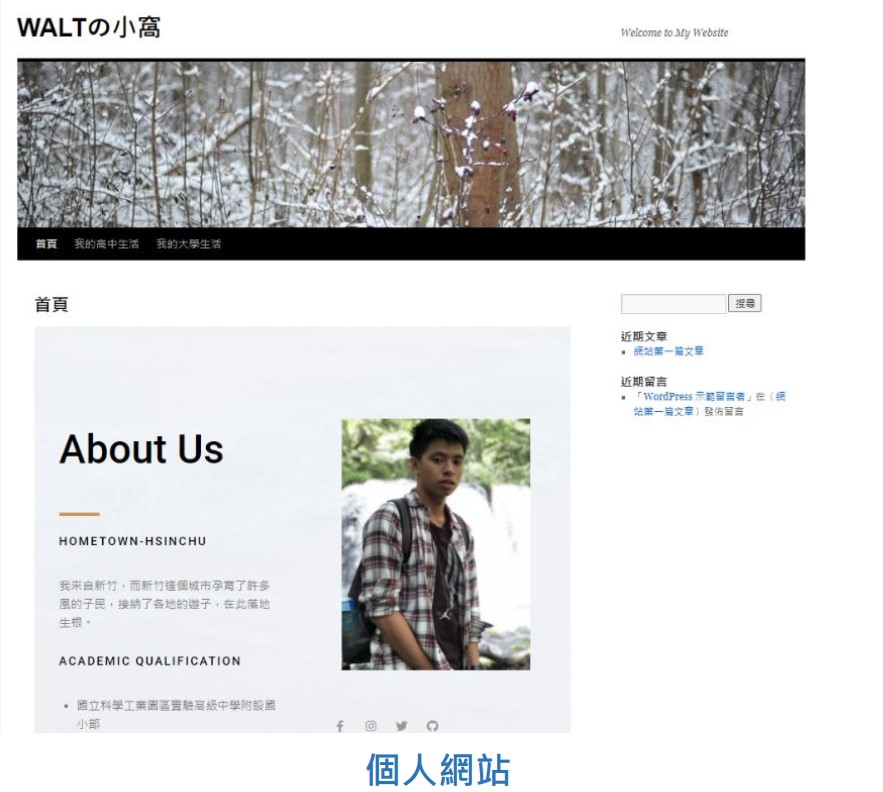 WALTの小窩
Welcome to My Website
首頁 我的高中生活 我的大學生活
首頁
搜尋
近期文章
網站第一篇文章
近期留言
「WordPress 示範留言者」在〈網
站第一篇文章〉發佈留言
About Us
HOMETOWN-HSINCHU
我來自新竹，而新竹這個城市孕育了許多
風的子民，接納了各地的遊子，在此落地
生根。
ACADEMIC QUALIFICATION
國立科學工業園區實驗高級中學附設國
小部
個人網站